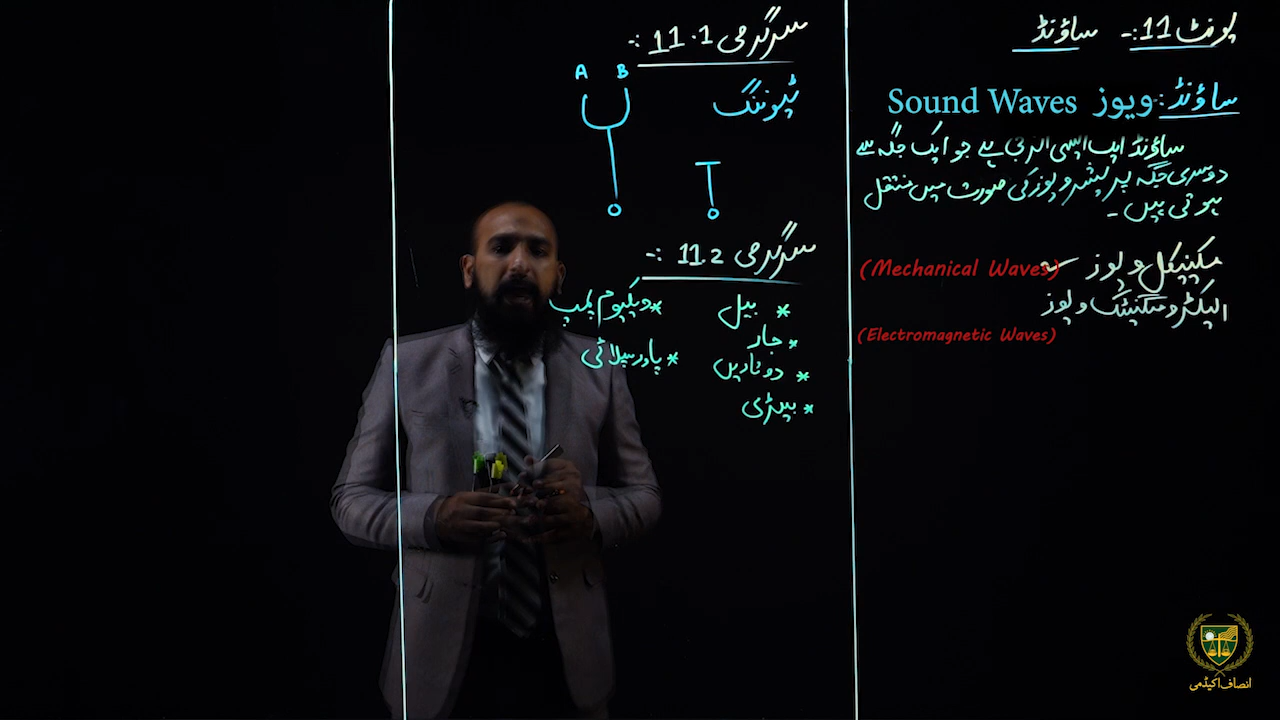 یونٹ 11:- ساؤنڈ
ساؤنڈ: ویوز Sound Waves
ساؤنڈ ایک ایسی انرجی ہے جو ایک جگہ سے
دوسری جگہ پر پریشر ویوز کی صورت میں منتقل
ہوتی ہیں ۔
مکینیکل ویوز (Mechanical Waves)
الیکٹرومیگنیٹک ویوز
(Electromagnetic Waves)
سرگرمی 11.1 :-
A B
ٹیوننگ
سرگرمی 11.2 :-
* بیل
* جار
* دو تاریں
* بیٹری
* ویکیوم پمپ
* پاور سپلائی
انصاف اکیڈمی